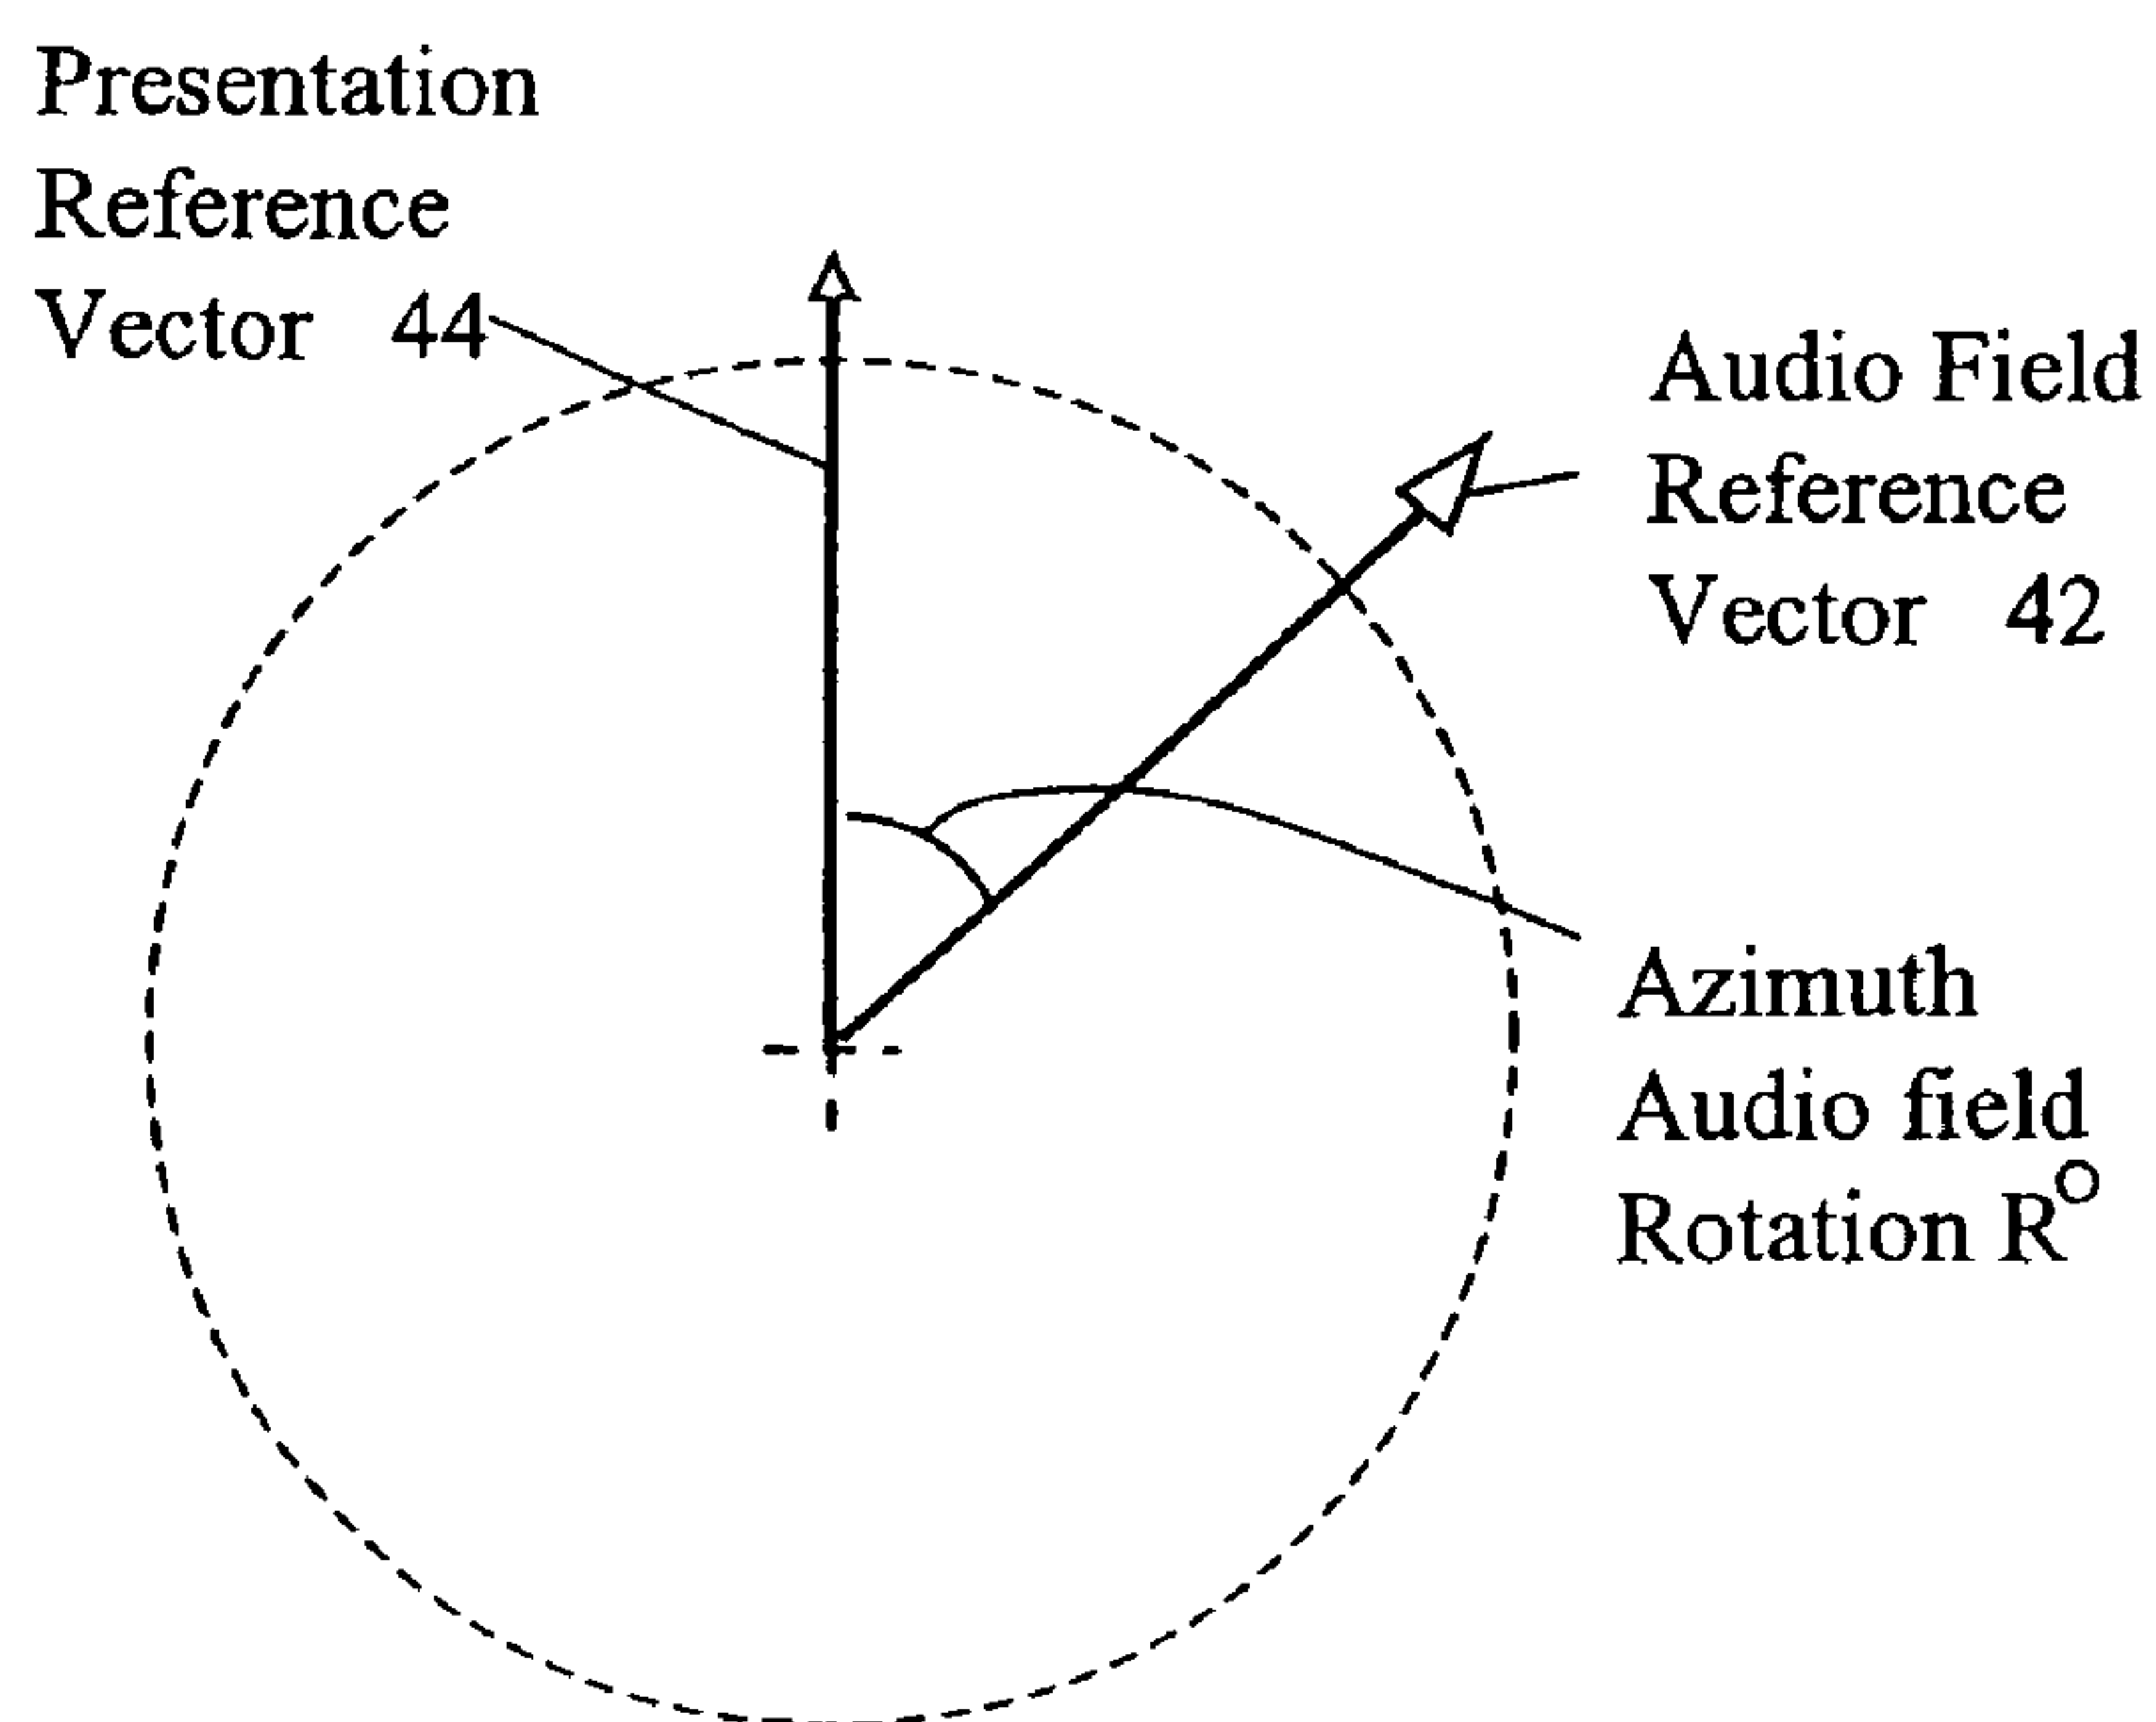 Presentation
Reference
Vector 44
Audio Field
Reference
Vector 42
Azimuth
Audio field
Rotation R°